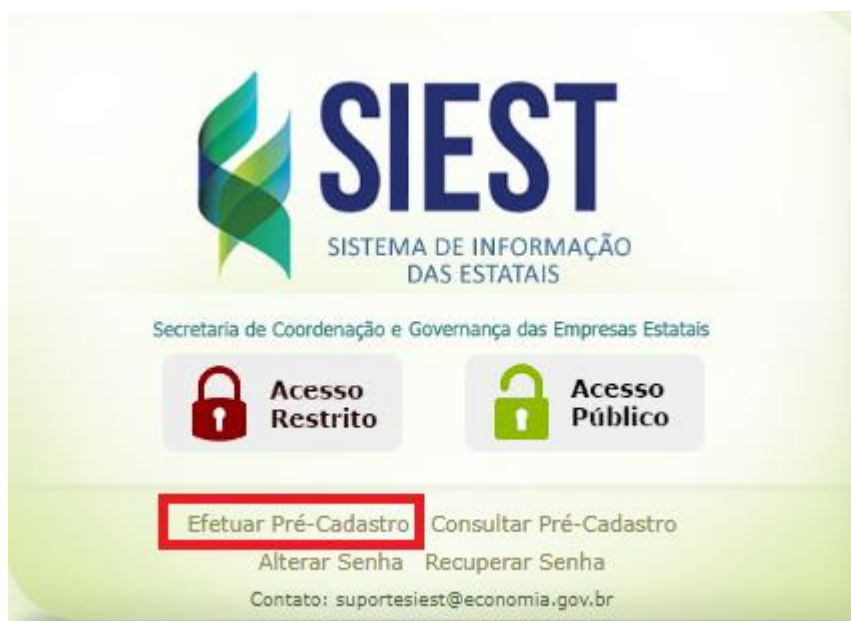 SIEST
SISTEMA DE INFORMAÇÃO
DAS ESTATAIS
Secretaria de Coordenação e Governança das Empresas Estatais
Acesso
Restrito
Acesso
Público
Efetuar Pré-Cadastro Consultar Pré-Cadastro
Alterar Senha Recuperar Senha
Contato: suportesiest@economia.gov.br